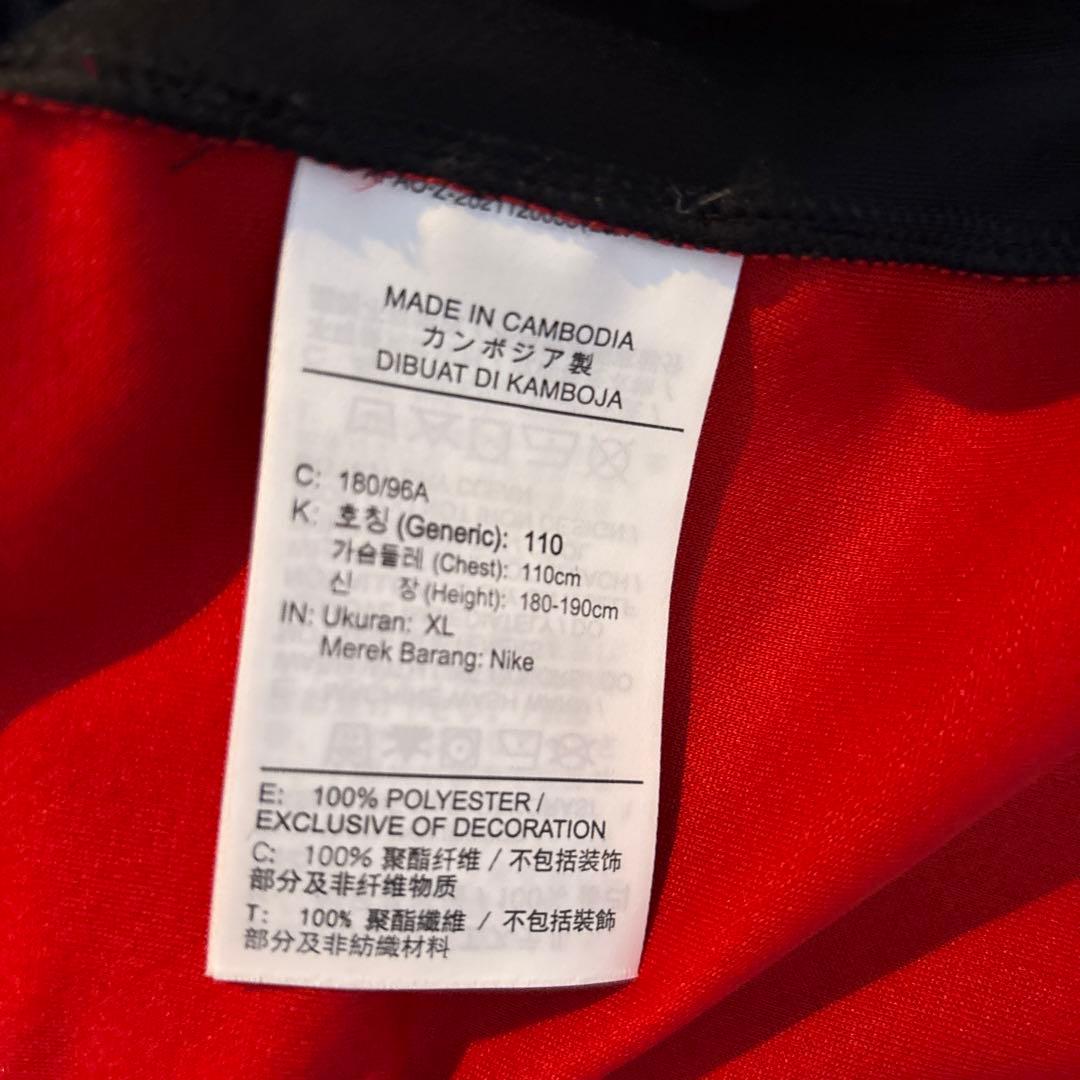 MADE IN CAMBODIA
カンボジア製
DIBUAT DI KAMBOJA
C: 180/96A
K: 호칭 (Generic): 110
가슴둘레 (Chest): 110cm
신 장 (Height): 180-190cm
IN: Ukuran: XL
Merek Barang: Nike
E: 100% POLYESTER /
EXCLUSIVE OF DECORATION
C: 100% 聚酯纤维 / 不包括装饰
部分及非纤维物质
T: 100% 聚酯纖維 / 不包括裝飾
部分及非紡織材料